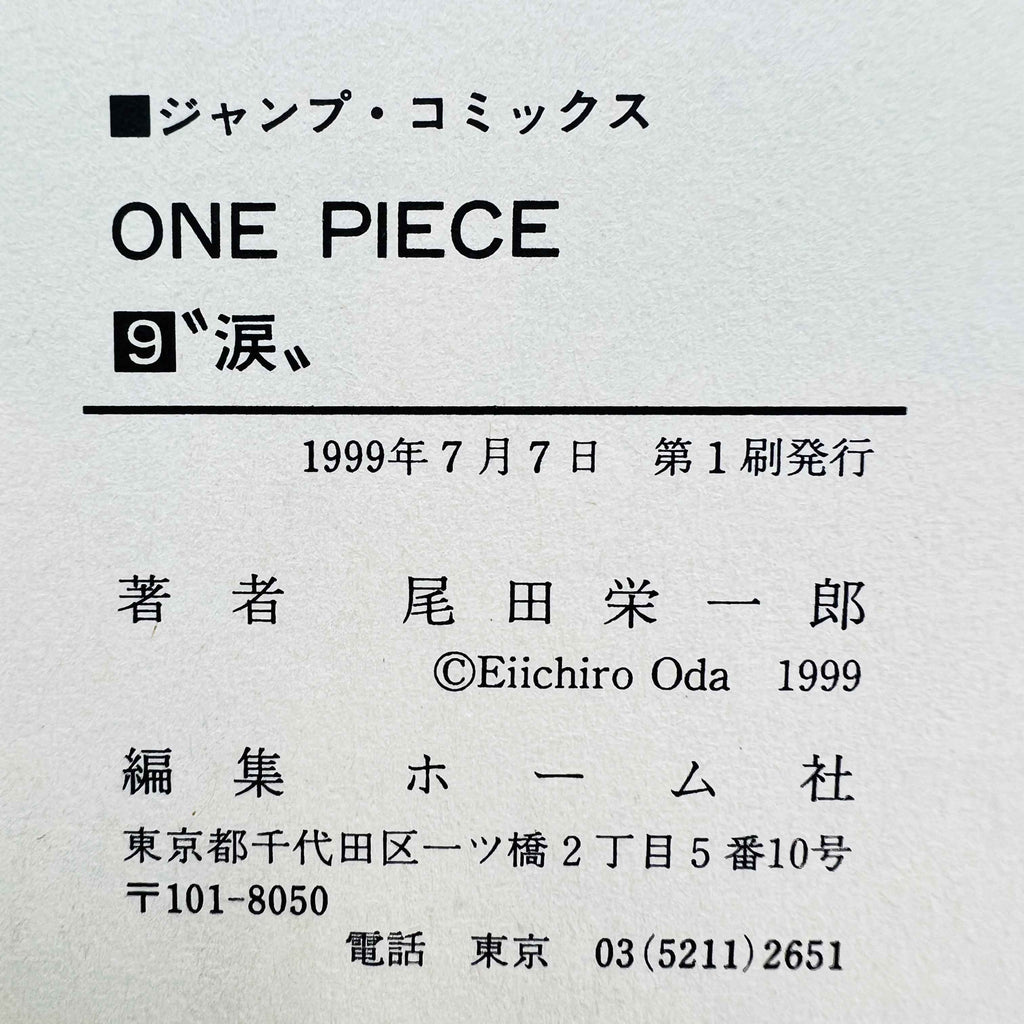 ■ジャンプ・コミックス
ONE PIECE
9〝涙〟
1999年7月7日　第1刷発行
著者　尾田栄一郎
©Eiichiro Oda　1999
編集　ホーム社
東京都千代田区一ツ橋2丁目5番10号
〒101-8050
電話　東京　03(5211)2651